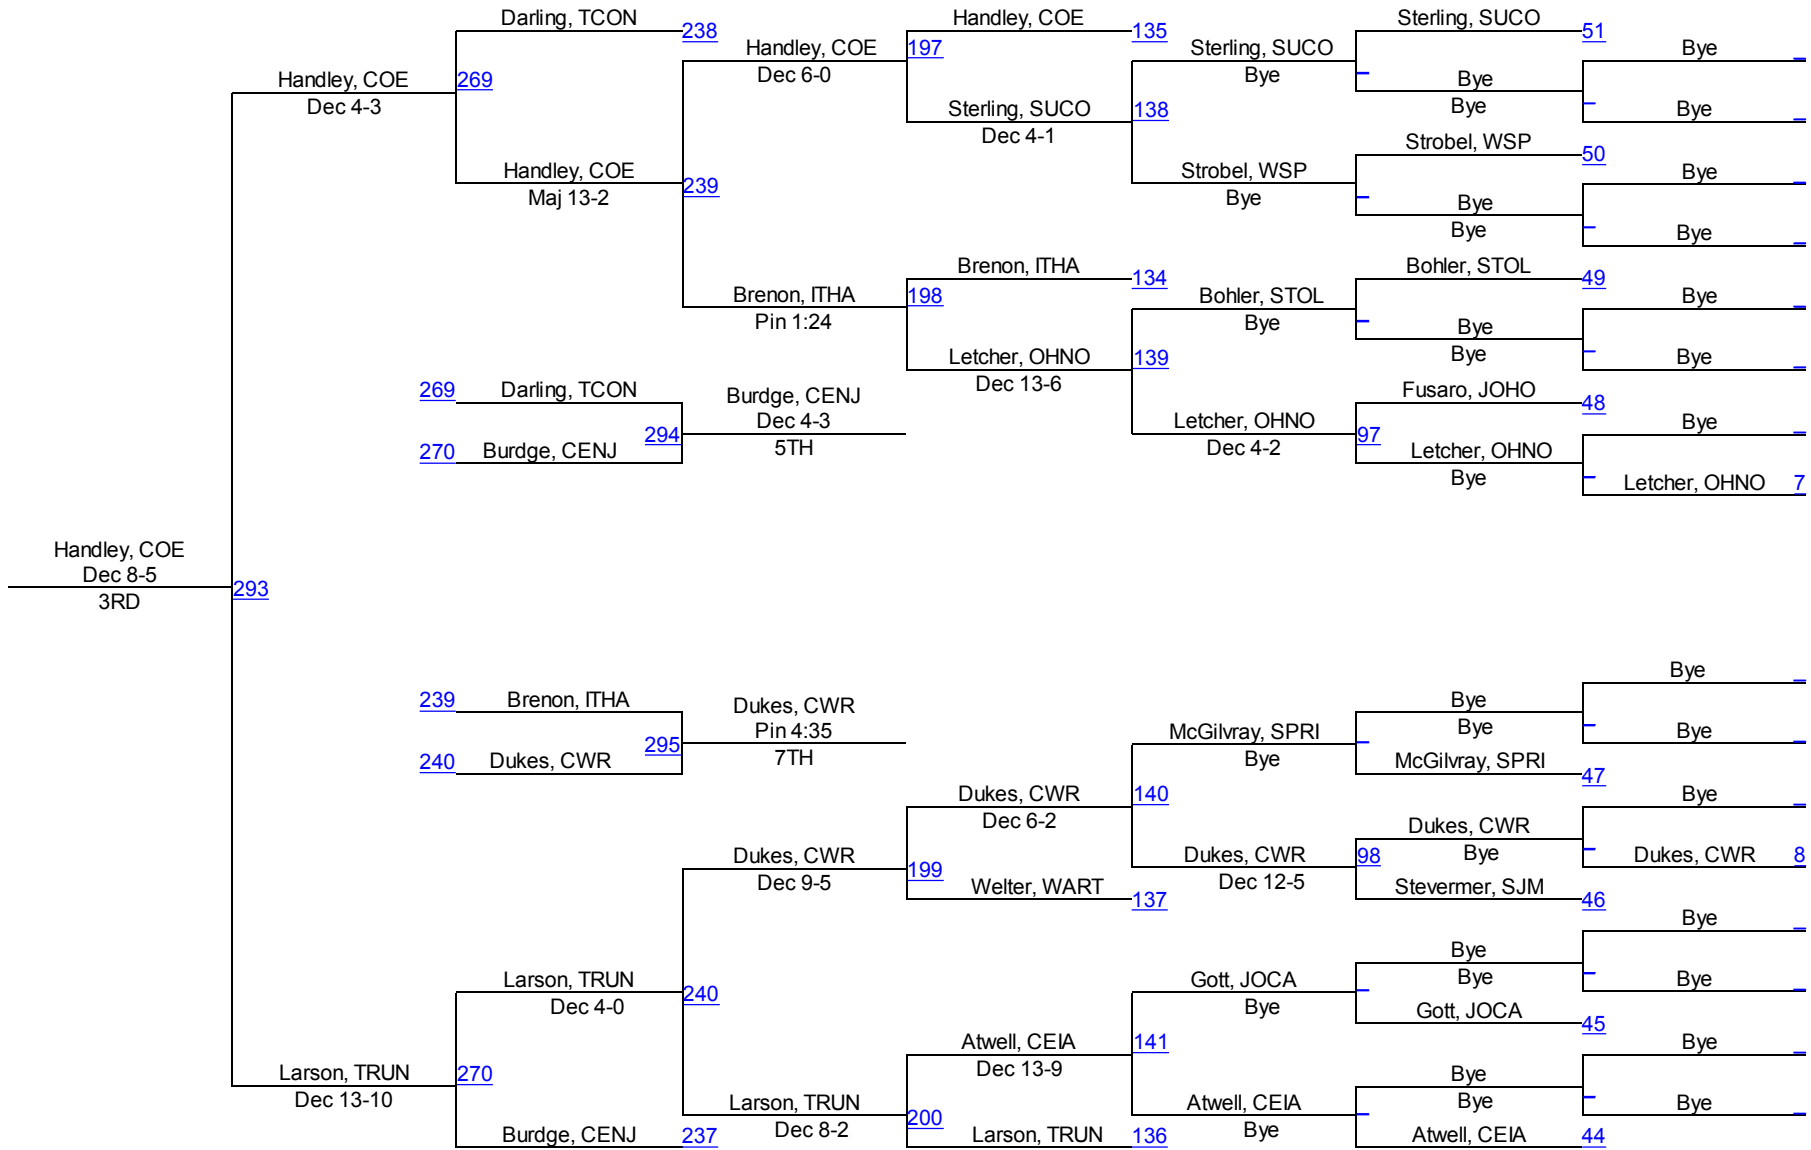 Darling, TCON
238
Handley, COE
135
Sterling, SUCO
51
Handley, COE
Dec 6-0
197
Sterling, SUCO
Bye
Bye
Handley, COE
Dec 4-3
269
Bye
Bye
Sterling, SUCO
Dec 4-1
138
Bye
Strobel, WSP
50
Handley, COE
Maj 13-2
239
Strobel, WSP
Bye
Bye
Bye
Bye
Bye
Brenon, ITHA
134
Bohler, STOL
49
Brenon, ITHA
Pin 1:24
198
Bohler, STOL
Bye
Bye
Bye
Bye
Letcher, OHNO
Dec 13-6
139
Bye
269
Darling, TCON
Burdge, CENJ
Dec 4-3
5TH
294
270
Burdge, CENJ
Fusaro, JOHO
48
Letcher, OHNO
Dec 4-2
97
Bye
Letcher, OHNO
Bye
Letcher, OHNO
7
Handley, COE
Dec 8-5
3RD
293
Bye
239
Brenon, ITHA
Dukes, CWR
Pin 4:35
7TH
295
240
Dukes, CWR
Bye
Bye
Bye
McGilvray, SPRI
Bye
McGilvray, SPRI
47
Dukes, CWR
Dec 6-2
140
Bye
Dukes, CWR
Dec 9-5
199
Dukes, CWR
Dec 12-5
98
Dukes, CWR
Bye
Dukes, CWR
8
Welter, WART
137
Stevermer, SJM
46
Bye
Larson, TRUN
Dec 4-0
240
Gott, JOCA
Bye
Bye
Bye
Bye
Gott, JOCA
45
Atwell, CEIA
Dec 13-9
141
Bye
Larson, TRUN
Dec 13-10
270
Bye
Bye
Larson, TRUN
Dec 8-2
200
Atwell, CEIA
Bye
Bye
Burdge, CENJ
237
Larson, TRUN
136
Atwell, CEIA
44